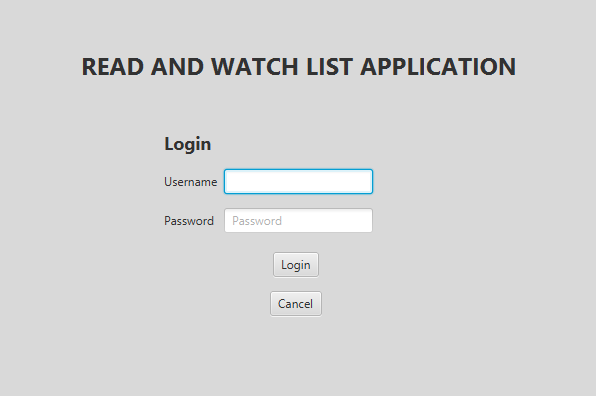 READ AND WATCH LIST APPLICATION
Login
Username
Password Password
Login
Cancel